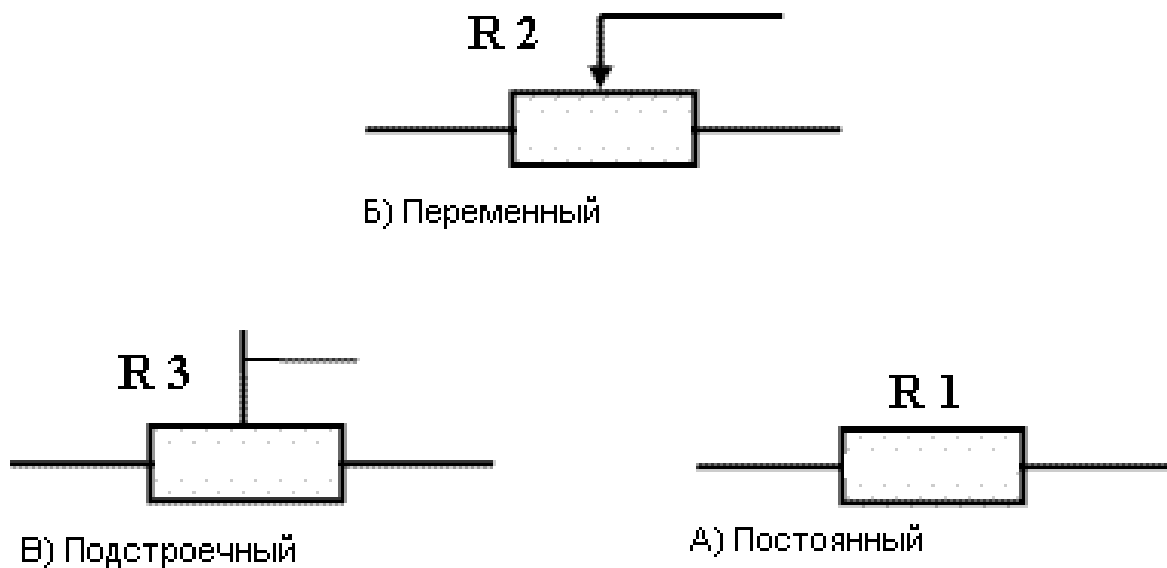 R 2
Б) Переменный
R 3
В) Подстроечный
R 1
А) Постоянный